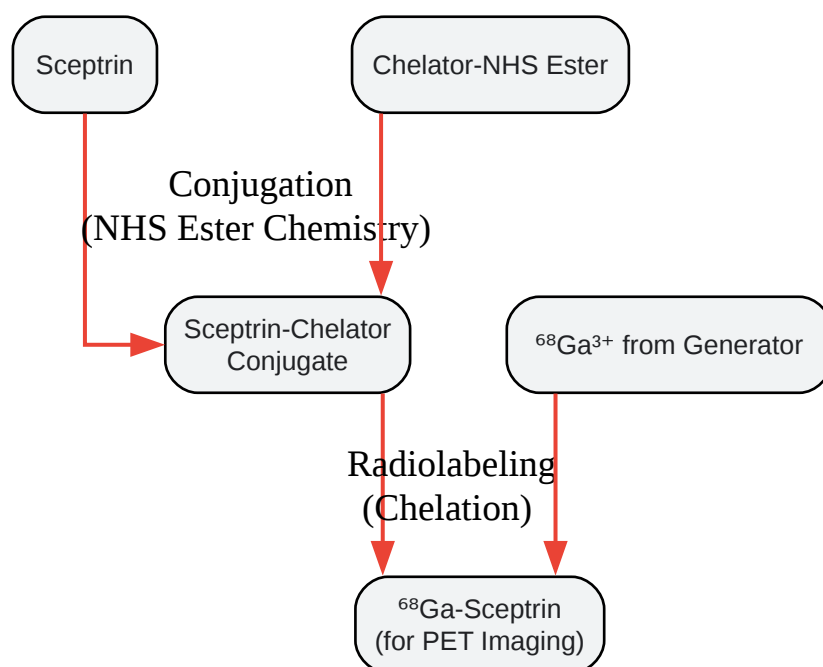 Sceptrin
Chelator-NHS Ester
Conjugation
(NHS Ester Chemistry)
Sceptrin-Chelator
Conjugate
⁶⁸Ga³⁺ from Generator
Radiolabeling
(Chelation)
⁶⁸Ga-Sceptrin
(for PET Imaging)